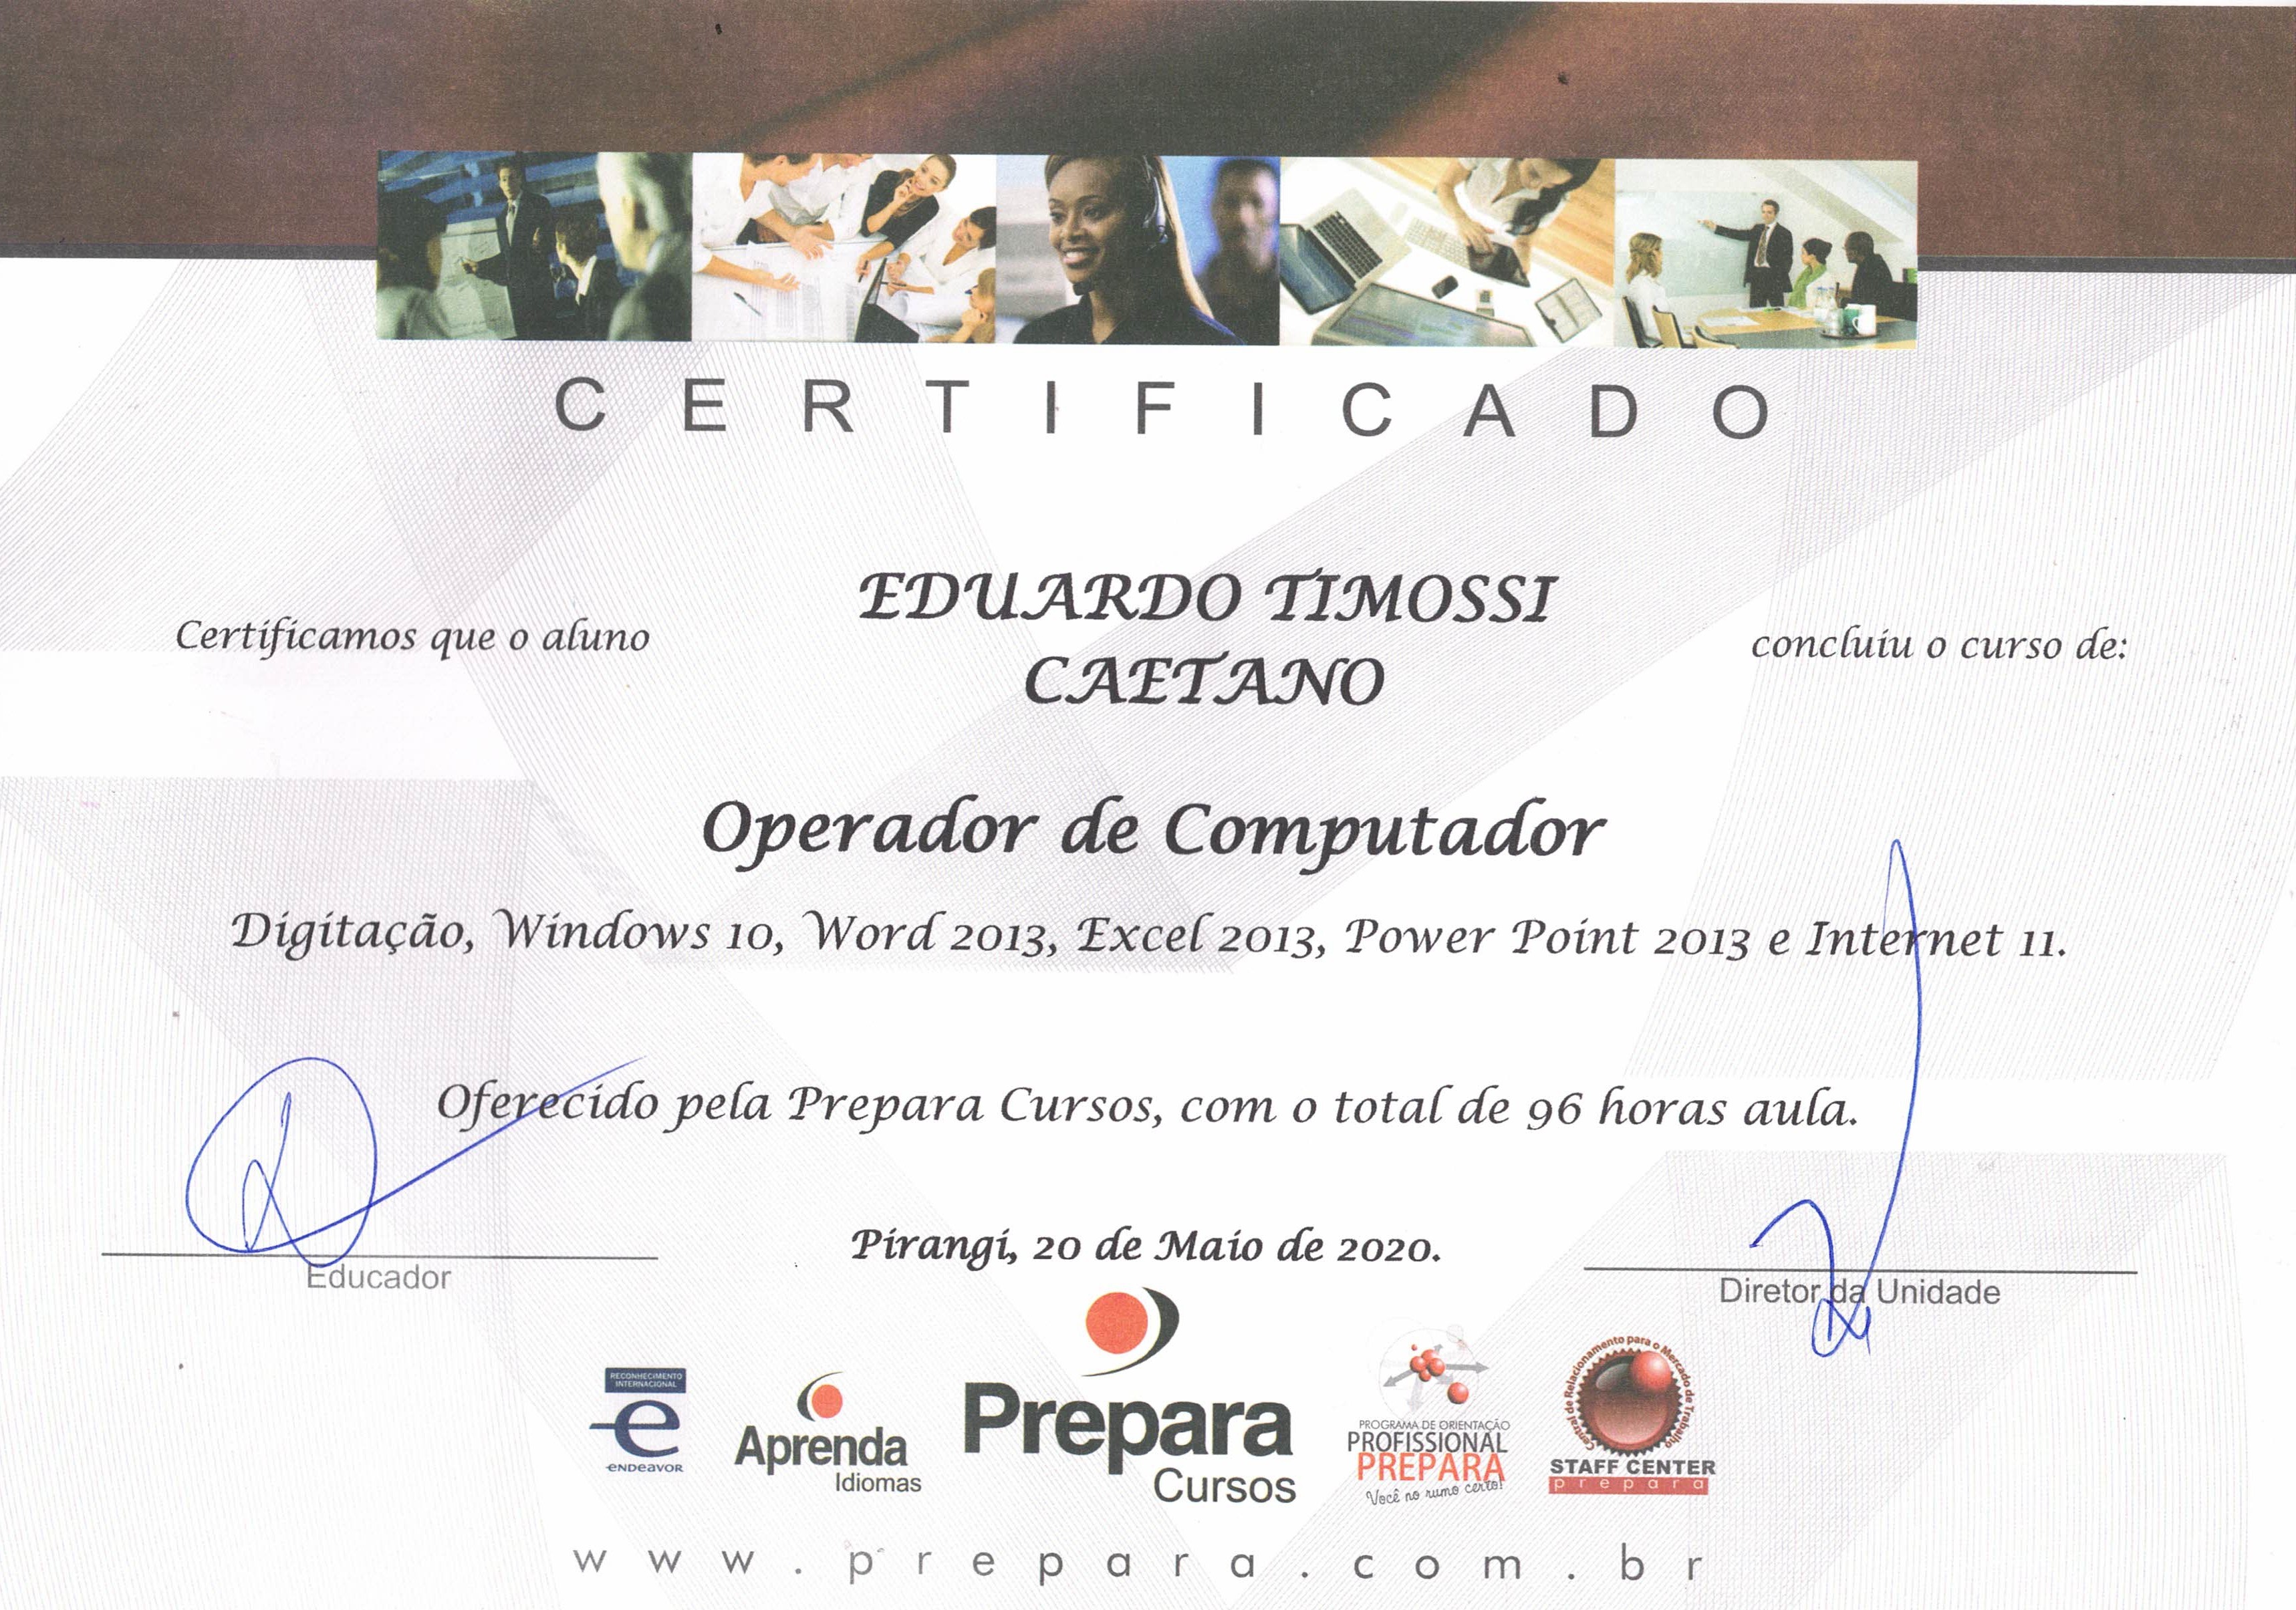 CERTIFICADO
Certificamos que o aluno
EDUARDO TIMOSSI
CAETANO
concluiu o curso de:
Operador de Computador
Digitação, Windows 10, Word 2013, Excel 2013, Power Point 2013 e Internet 11.
Oferecido pela Prepara Cursos, com o total de 96 horas aula.
Pirangi, 20 de Maio de 2020.
Educador
Diretor da Unidade
RECONHECIMENTO
INTERNACIONAL
e
ENDEAVOR
Aprenda
Idiomas
Prepara
Cursos
PROGRAMA DE ORIENTAÇÃO
PROFISSIONAL
PREPARA
Você no rumo certo!
Central de Relacionamento para o Mercado de Trabalho
STAFF CENTER
prepara
www.prepara.com.br